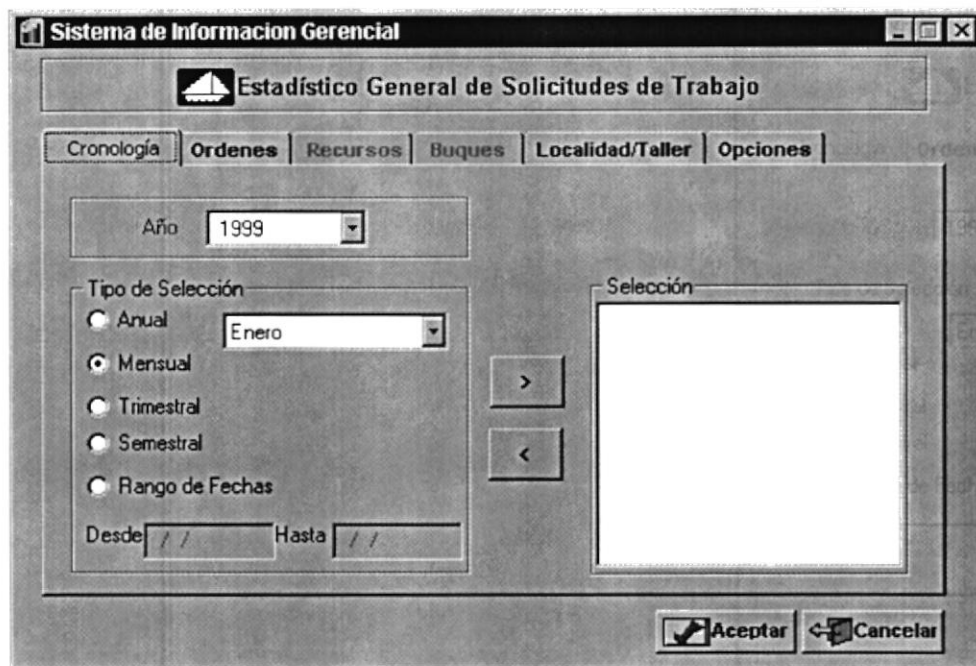 Sistema de Informacion Gerencial
Estadístico General de Solicitudes de Trabajo
Cronología Ordenes Recursos Buques Localidad/Taller Opciones
Año 1999
Tipo de Selección
Selección
Anual Enero
Mensual
>
Trimestral
Semestral
<
Rango de Fechas
Desde / / Hasta / /
Aceptar Cancelar